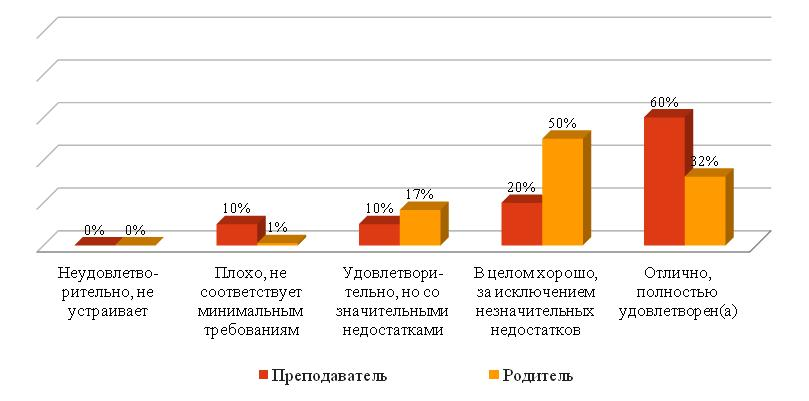 60%
50%
32%
20%
17%
10%
10%
1%
0%
0%
Неудовлетво-
рительно, не
устраивает
Плохо, не
соответствует
минимальным
требованиям
Удовлетвори-
тельно, но со
значительными
недостатками
В целом хорошо,
за исключением
незначительных
недостатков
Отлично,
полностью
удовлетворен(а)
Преподаватель
Родитель